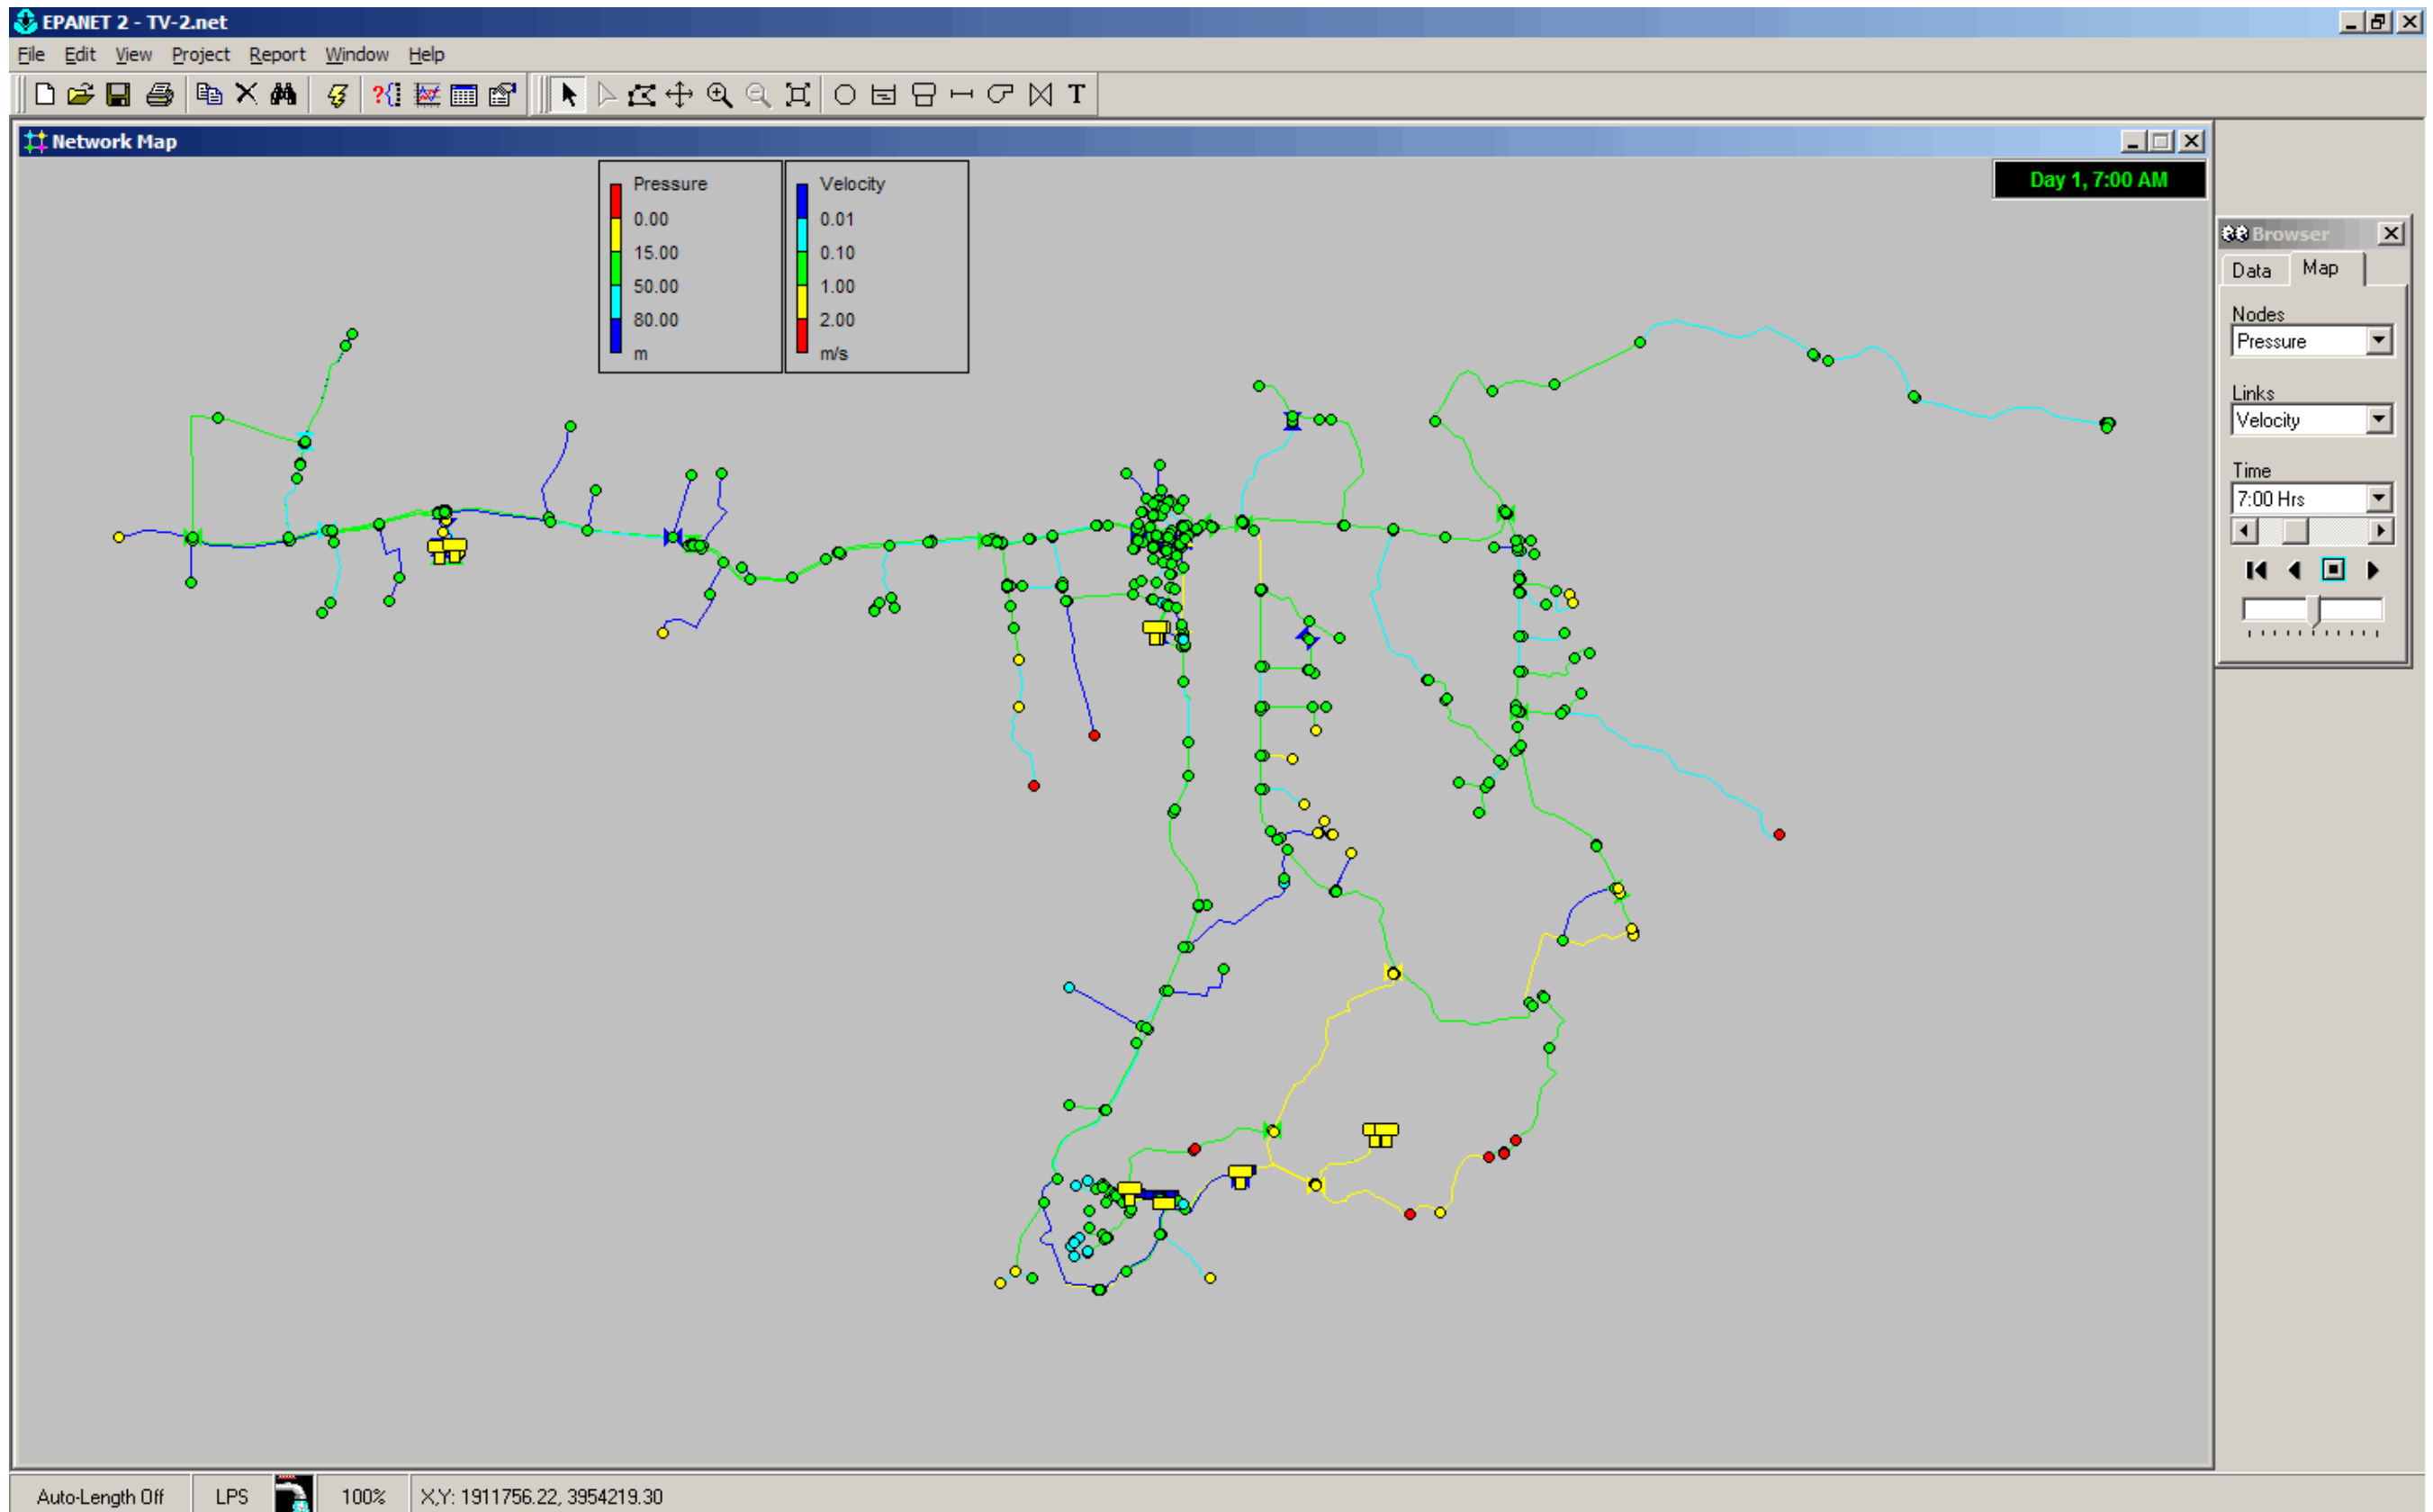 EPANET 2 - TV-2.net
File Edit View Project Report Window Help
T
Network Map
Pressure
0.00
15.00
50.00
80.00
m
Velocity
0.01
0.10
1.00
2.00
m/s
Day 1, 7:00 AM
Browser
Data Map
Nodes
Pressure
Links
Velocity
Time
7:00 Hrs
Auto-Length Off LPS 100% X,Y: 1911756.22, 3954219.30